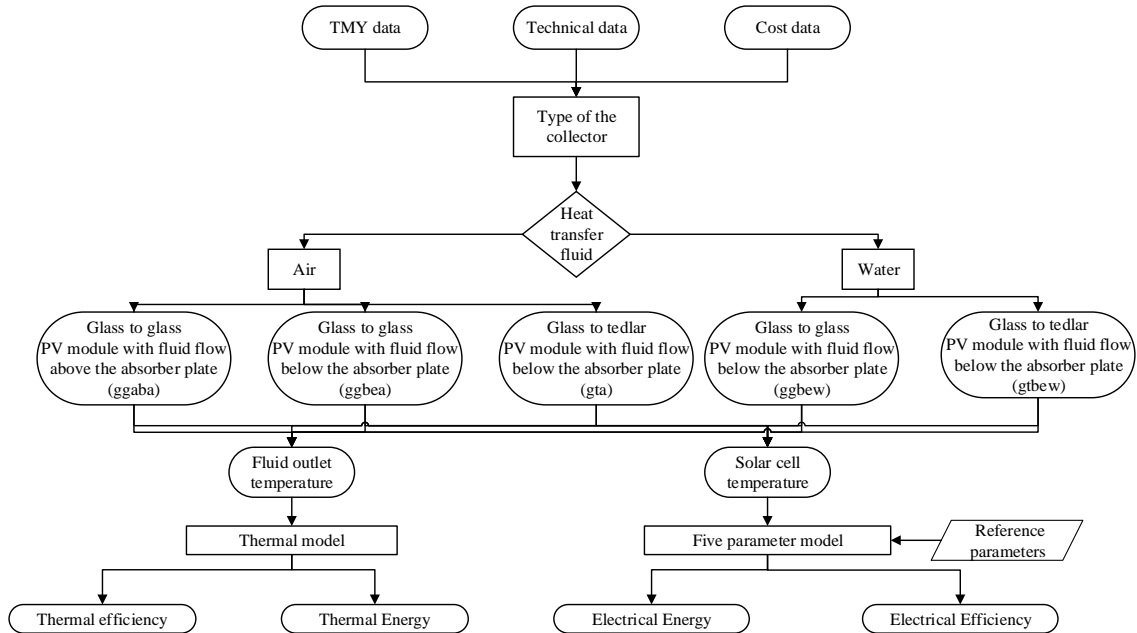 TMY data
Technical data
Cost data
Type of the
collector
Heat
transfer
fluid
Air
Water
Glass to glass
PV module with fluid flow
above the absorber plate
(ggaba)
Glass to glass
PV module with fluid flow
below the absorber plate
(ggbea)
Glass to tedlar
PV module with fluid flow
below the absorber plate
(gta)
Glass to glass
PV module with fluid flow
below the absorber plate
(ggbew)
Glass to tedlar
PV module with fluid flow
below the absorber plate
(gtbew)
Fluid outlet
temperature
Solar cell
temperature
Thermal model
Five parameter model
Reference
parameters
Thermal efficiency
Thermal Energy
Electrical Energy
Electrical Efficiency